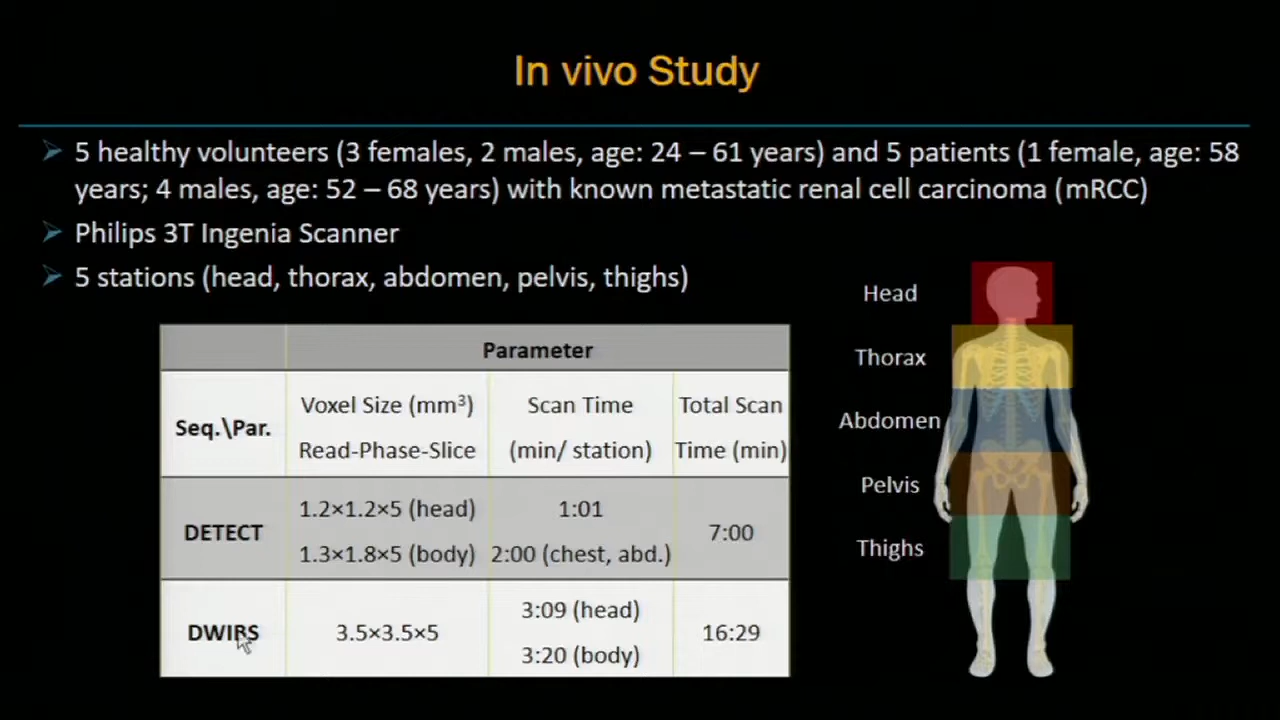 In vivo Study
5 healthy volunteers (3 females, 2 males, age: 24 – 61 years) and 5 patients (1 female, age: 58
years; 4 males, age: 52 – 68 years) with known metastatic renal cell carcinoma (mRCC)
Philips 3T Ingenia Scanner
5 stations (head, thorax, abdomen, pelvis, thighs)
Parameter
Seq.\Par.
Voxel Size (mm³)
Read-Phase-Slice
Scan Time
(min/ station)
Total Scan
Time (min)
DETECT
1.2×1.2×5 (head)
1.3×1.8×5 (body)
1:01
2:00 (chest, abd.)
7:00
DWIRS
3.5×3.5×5
3:09 (head)
3:20 (body)
16:29
Head
Thorax
Abdomen
Pelvis
Thighs